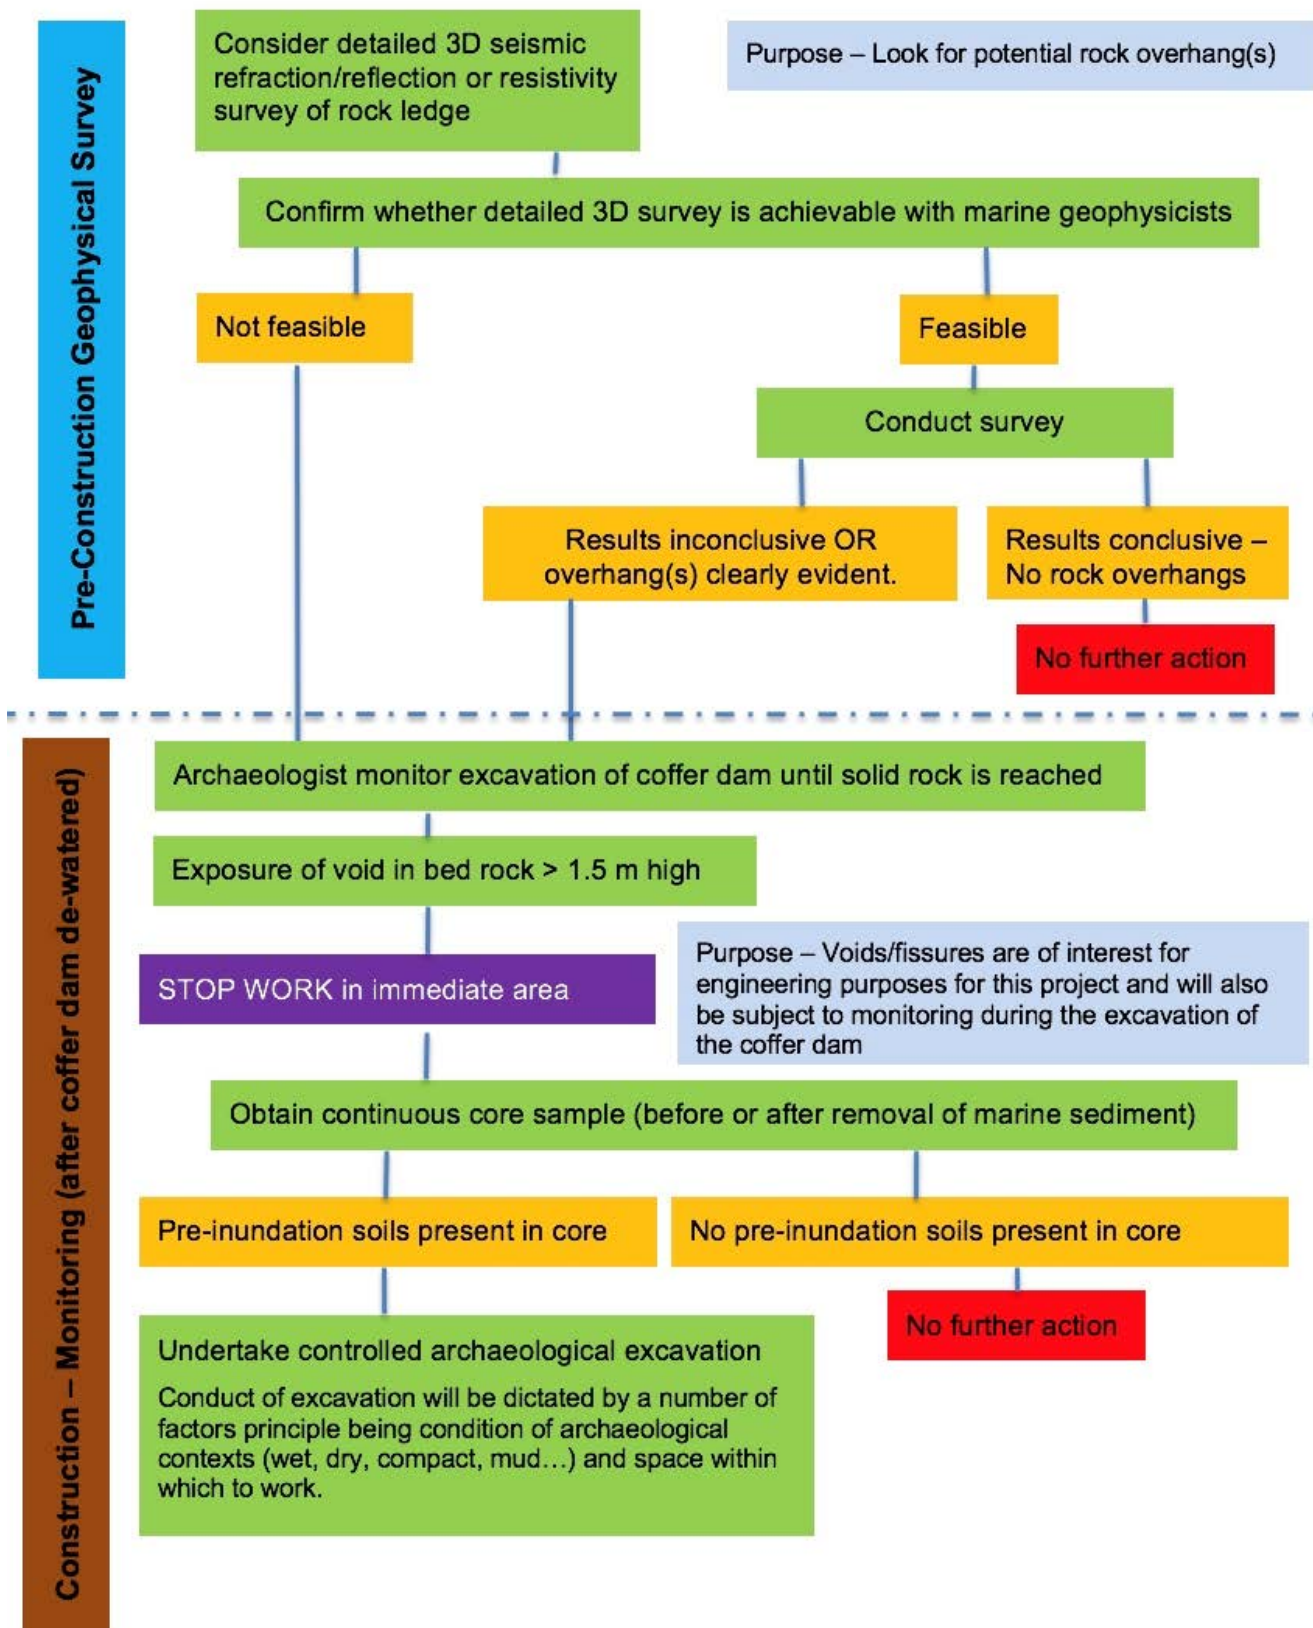 Pre-Construction Geophysical Survey
Consider detailed 3D seismic
refraction/reflection or resistivity
survey of rock ledge
Purpose – Look for potential rock overhang(s)
Confirm whether detailed 3D survey is achievable with marine geophysicists
Not feasible
Feasible
Conduct survey
Results inconclusive OR
overhang(s) clearly evident.
Results conclusive –
No rock overhangs
No further action
Construction – Monitoring (after coffer dam de-watered)
Archaeologist monitor excavation of coffer dam until solid rock is reached
Exposure of void in bed rock > 1.5 m high
STOP WORK in immediate area
Purpose – Voids/fissures are of interest for
engineering purposes for this project and will also
be subject to monitoring during the excavation of
the coffer dam
Obtain continuous core sample (before or after removal of marine sediment)
Pre-inundation soils present in core
No pre-inundation soils present in core
No further action
Undertake controlled archaeological excavation
Conduct of excavation will be dictated by a number of
factors principle being condition of archaeological
contexts (wet, dry, compact, mud…) and space within
which to work.